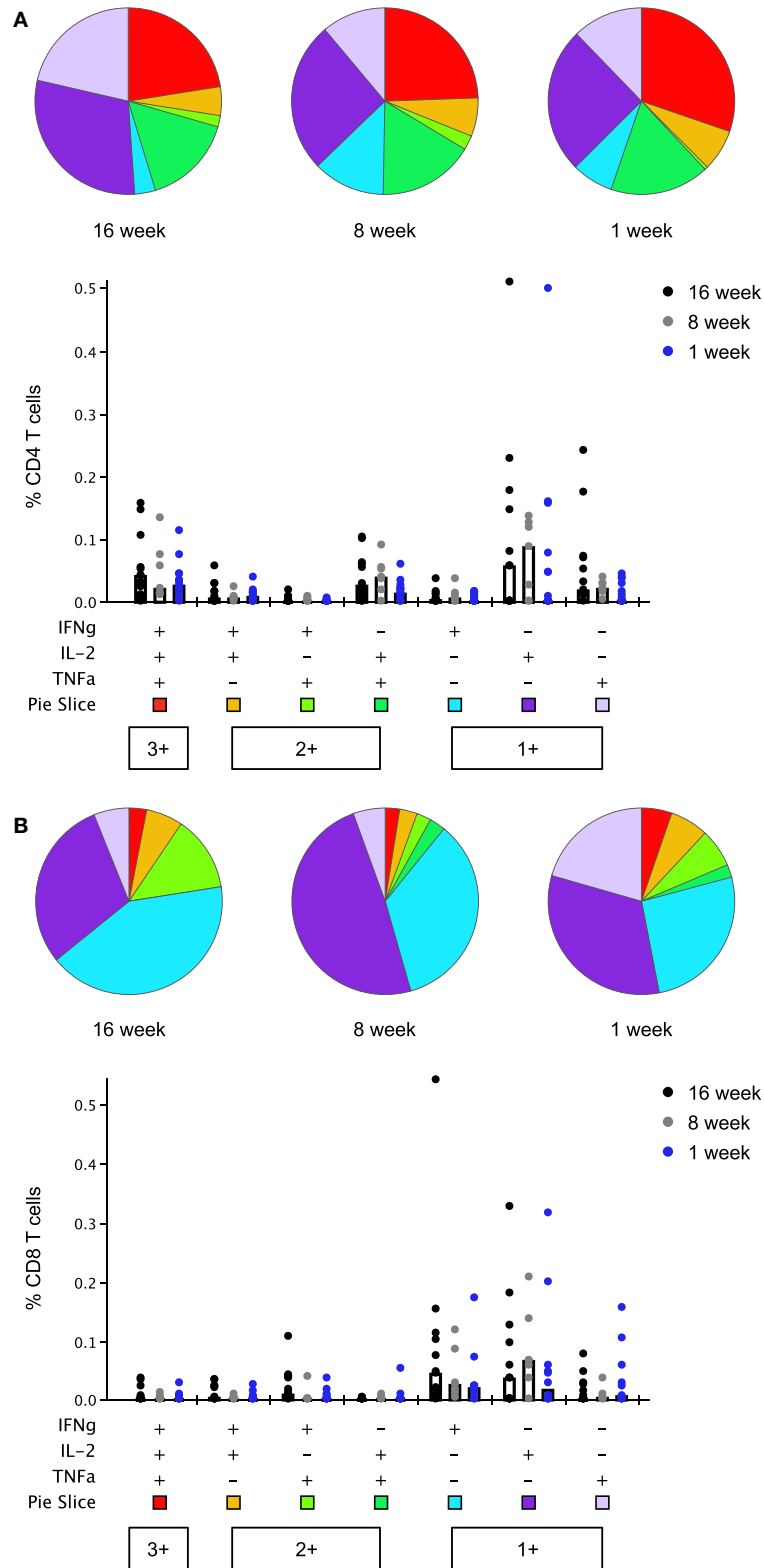 A
16 week 8 week 1 week
0.5
0.4
0.3
0.2
0.1
0.0
% CD4 T cells
16 week
8 week
1 week
IFNg + + + – + – –
IL–2 + + – + – + –
TNFa + – + + – – +
Pie Slice
3+ 2+ 1+
B
16 week 8 week 1 week
0.5
0.4
0.3
0.2
0.1
0.0
% CD8 T cells
16 week
8 week
1 week
IFNg + + + – + – –
IL–2 + + – + – + –
TNFa + – + + – – +
Pie Slice
3+ 2+ 1+